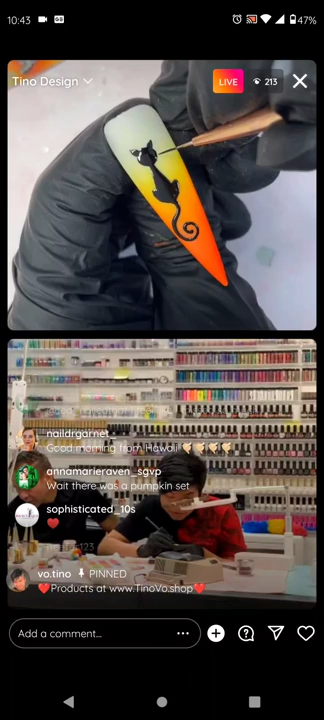 10:43
47%
Tino Design
LIVE
213
naildrgarnet
Good morning from Hawaii
annamarieraven_sgvp
Wait there was a pumpkin set
sophisticated_10s
vo.tino PINNED
Products at www.TinoVo.shop
Add a comment...